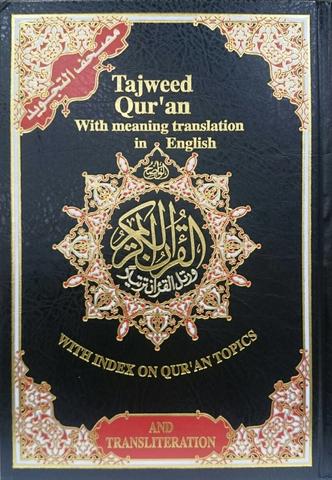 مصحف التجويد
Tajweed
Qur'an
With meaning translation
in English
القرآن الكريم
ورتل القرآن ترتيلا
WITH INDEX ON QUR'AN TOPICS
AND
TRANSLITERATION